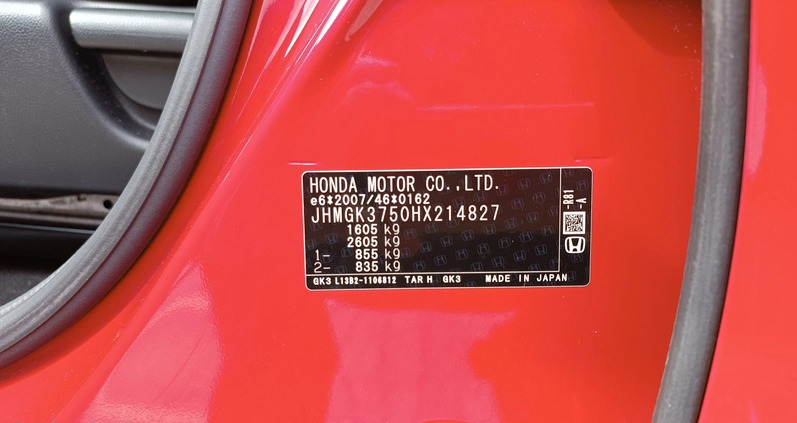 HONDA MOTOR CO.,LTD.
e6*2007/46*0162
JHMGK3750HX214827
1605 kg
2605 kg
1- 855 kg
2- 835 kg
GK3 L13B2-1106812 TAR H GK3 MADE IN JAPAN
-R81
-A